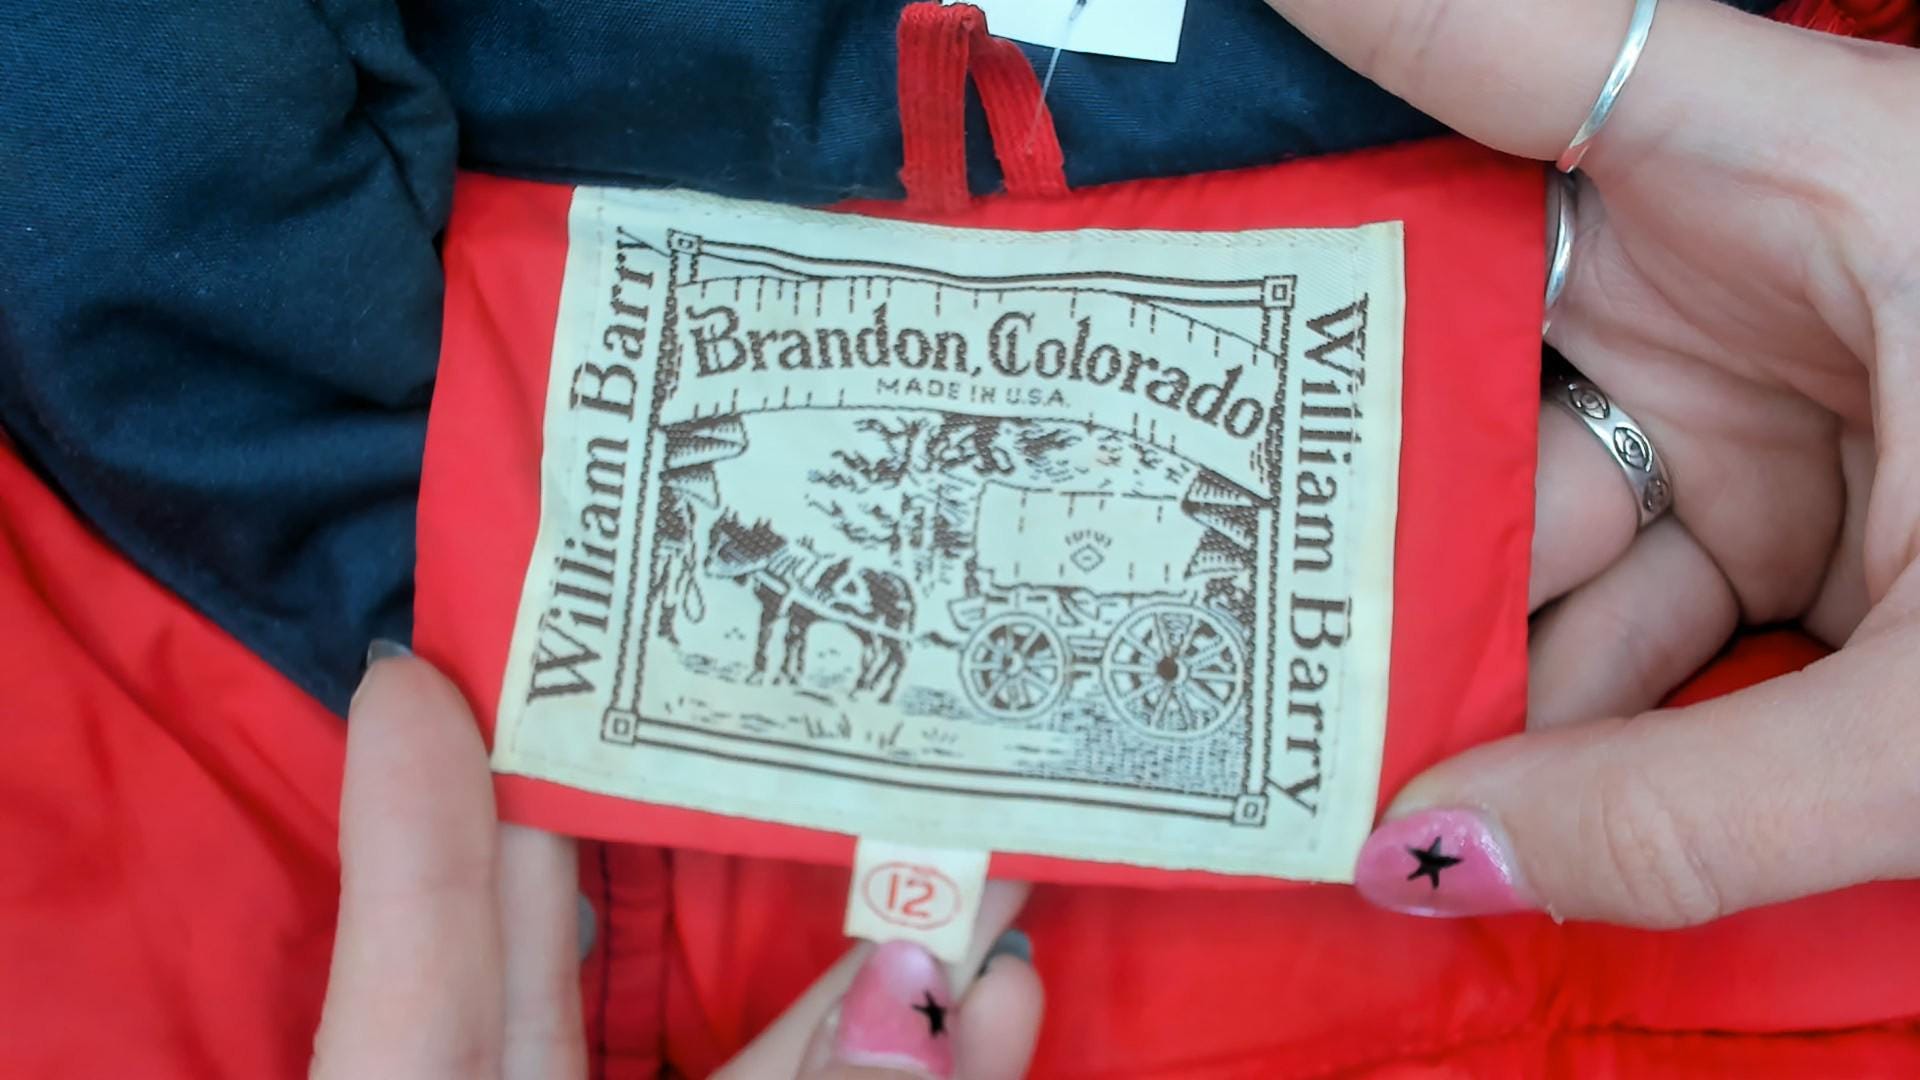 William Barry
Brandon, Colorado
MADE IN U.S.A.
William Barry
12